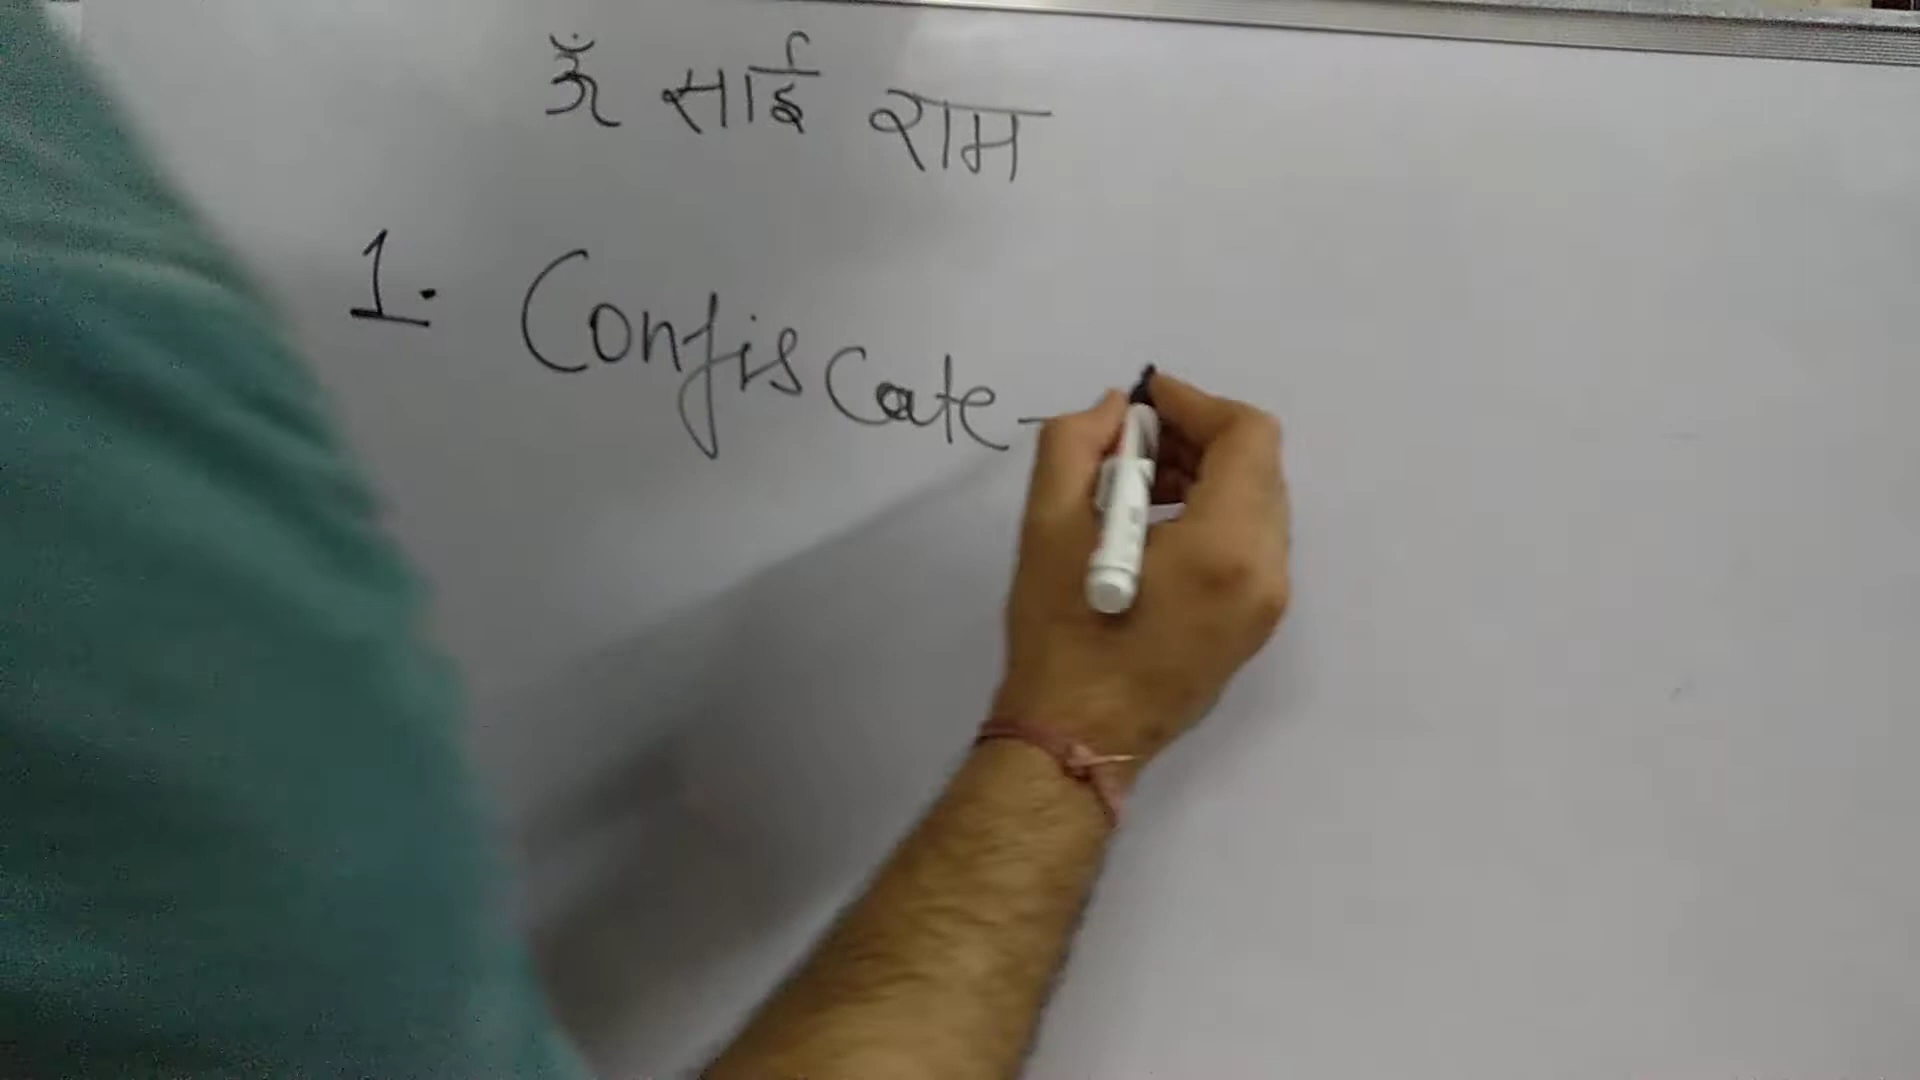 ॐ साई राम
1. Confiscate -